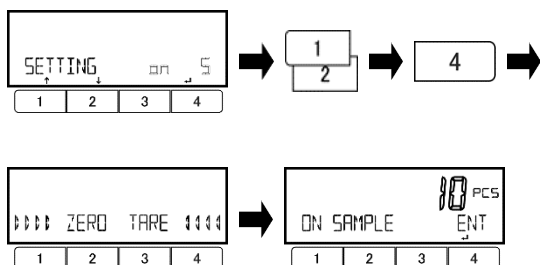 SETTING on 5
1 2 3 4
1
2
4
ZERO TARE
1 2 3 4
10 PCS
ON SAMPLE ENT
1 2 3 4